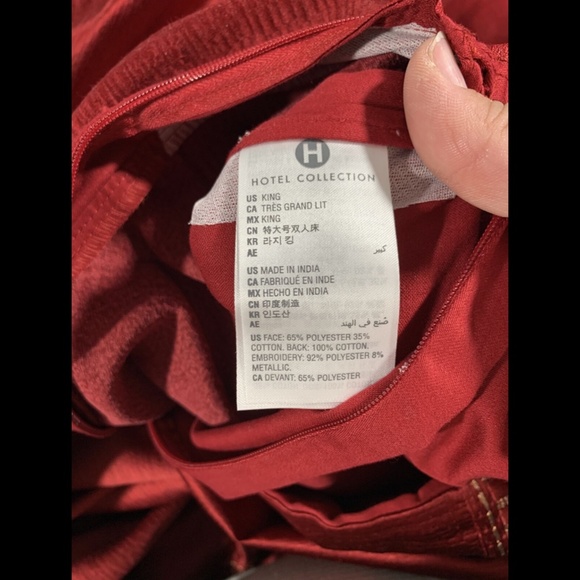 H
HOTEL COLLECTION
US KING
CA TRÈS GRAND LIT
MX KING
CN 特大号双人床
KR 라지 킹
AE كبير
US MADE IN INDIA
CA FABRIQUÉ EN INDE
MX HECHO EN INDIA
CN 印度制造
KR 인도산
AE صُنع في الهند
US FACE: 65% POLYESTER 35%
COTTON. BACK: 100% COTTON.
EMBROIDERY: 92% POLYESTER 8%
METALLIC.
CA DEVANT: 65% POLYESTER